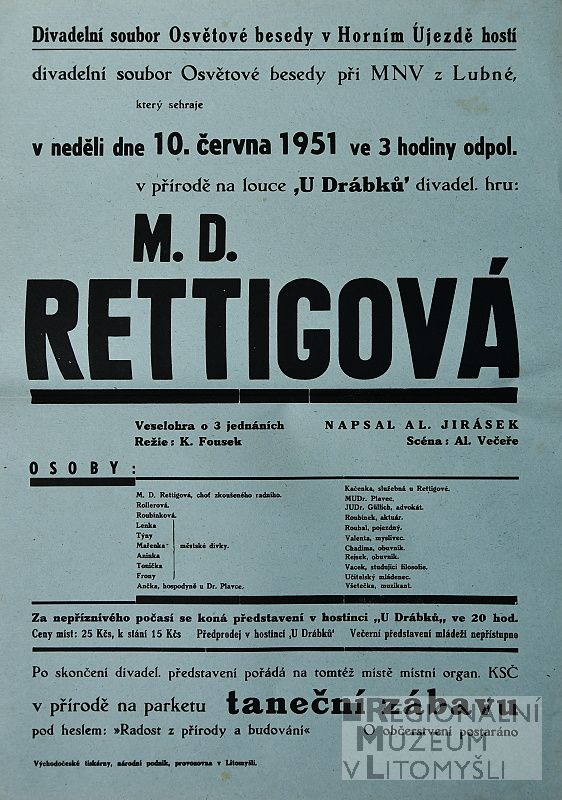 Divadelní soubor Osvětové besedy v Horním Újezdě hostí
divadelní soubor Osvětové besedy při MNV z Lubné,
který sehraje
v neděli dne 10. června 1951 ve 3 hodiny odpol.
v přírodě na louce ‚U Drábků' divadel. hru:
M. D.
RETTIGOVÁ
Veselohra o 3 jednáních NAPSAL AL. JIRÁSEK
Režie: K. Fousek Scéna: Al. Večeře
OSOBY:
M. D. Rettigová, choť zkoušeného radního.
Rollerová.
Roubínková.
Lenka
Týny
Mařenka městské dívky.
Aninka
Tonička
Frony
Ančka, hospodyně u Dr. Plavce.
Kačenka, služebná u Rettigové.
MUDr. Plavec.
JUDr. Güllich, advokát.
Roubínek, aktuár.
Roubal, pojezdný.
Valenta, myslivec.
Chadima, obuvník.
Rejsek, obuvník.
Vacek, studující filosofie.
Učitelský mládenec.
Všetečka, muzikant.
Za nepříznivého počasí se koná představení v hostinci „U Drábků„ ve 20 hod.
Ceny míst: 25 Kčs, k stání 15 Kčs Předprodej v hostinci ‚U Drábků' Večerní představení mládeži nepřístupno
Po skončení divadel. představení pořádá na tomtéž místě místní organ. KSČ
v přírodě na parketu taneční zábavu
pod heslem: »Radost z přírody a budování« O občerstvení postaráno
Východočeské tiskárny, národní podnik, provozovna v Litomyšli.
REGIONÁLNÍ
MUZEUM
V LITOMYŠLI